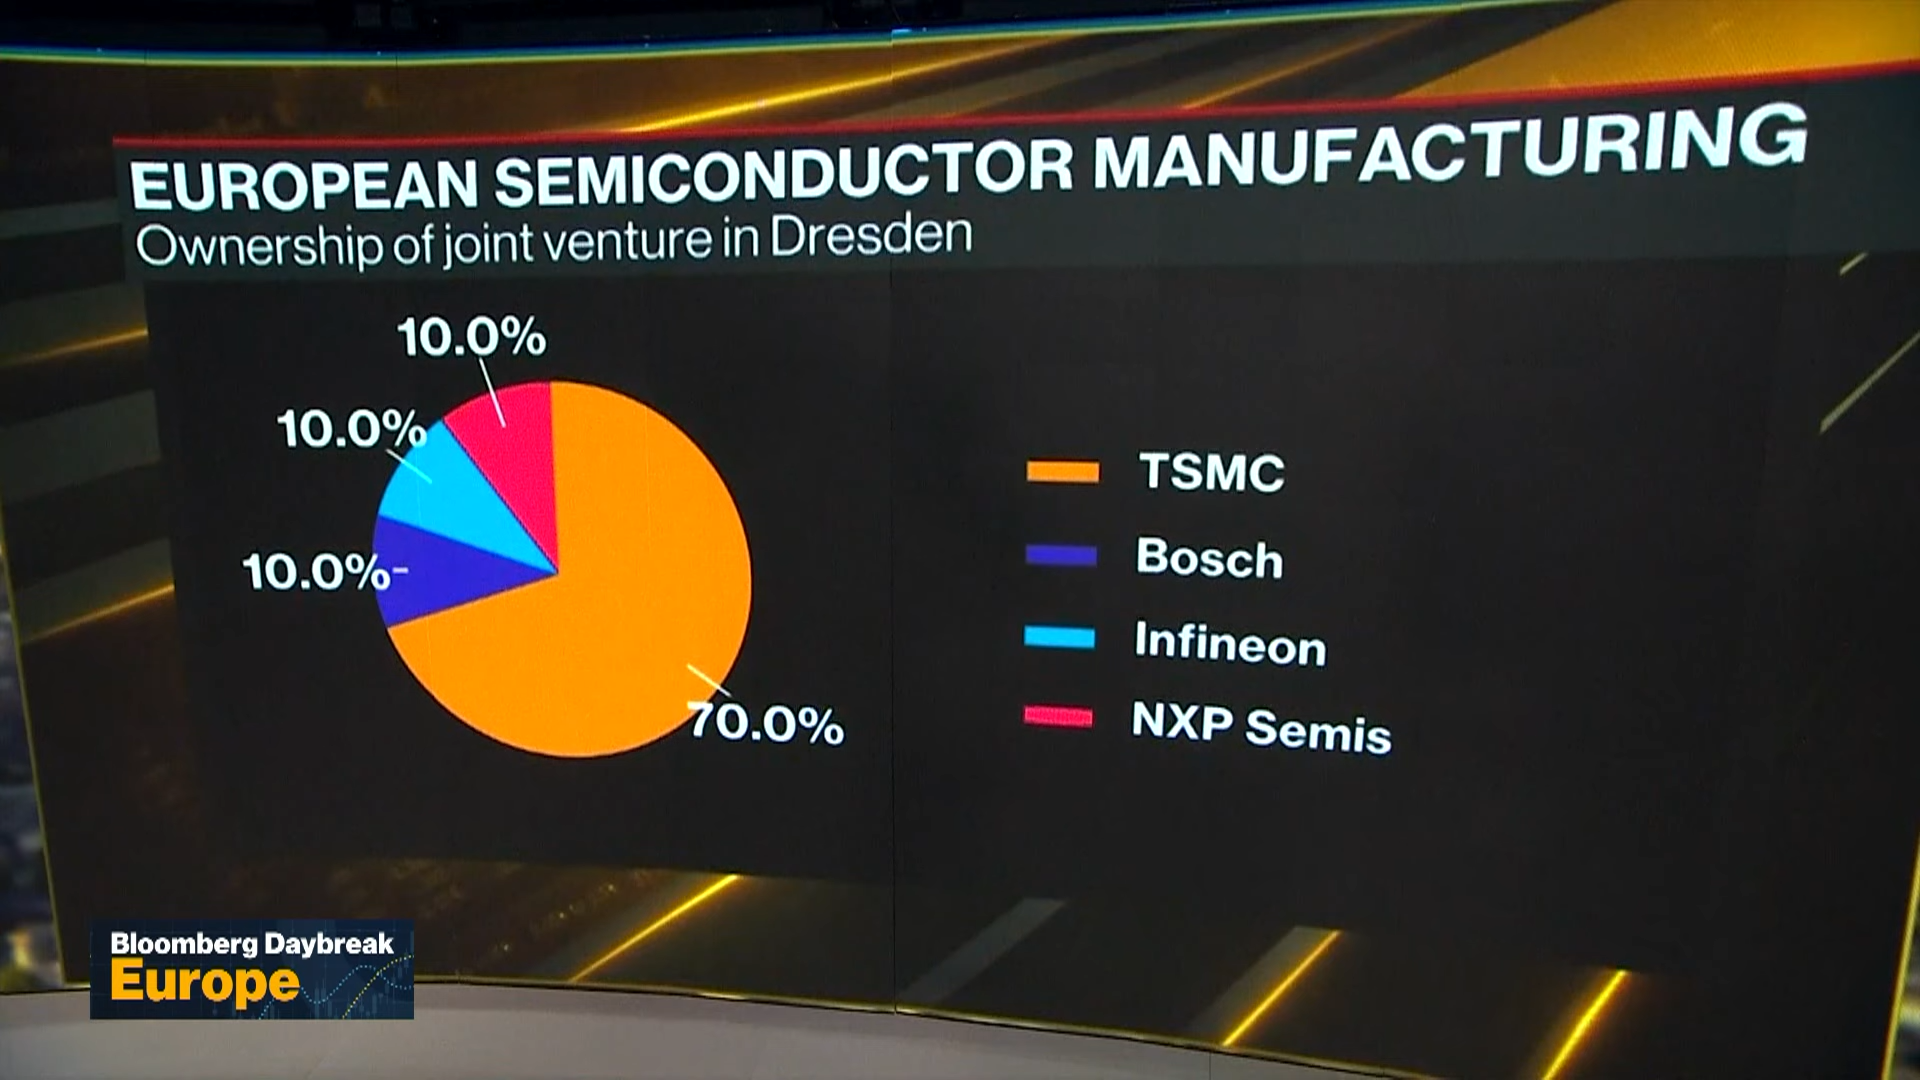 EUROPEAN SEMICONDUCTOR MANUFACTURING
Ownership of joint venture in Dresden
10.0%
10.0%
10.0%
70.0%
TSMC
Bosch
Infineon
NXP Semis
Bloomberg Daybreak
Europe